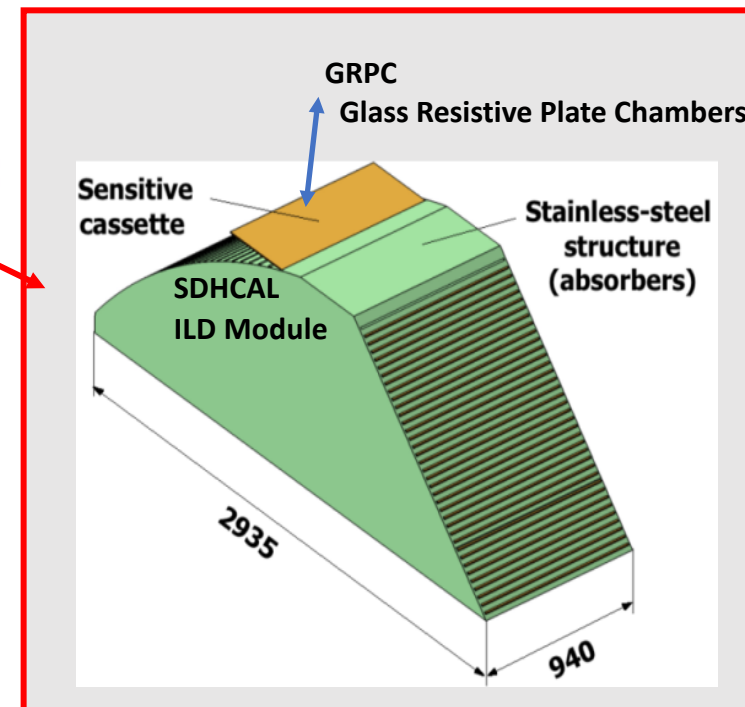 GRPC
Glass Resistive Plate Chambers
Sensitive
cassette
Stainless-steel
structure
(absorbers)
SDHCAL
ILD Module
2935
940